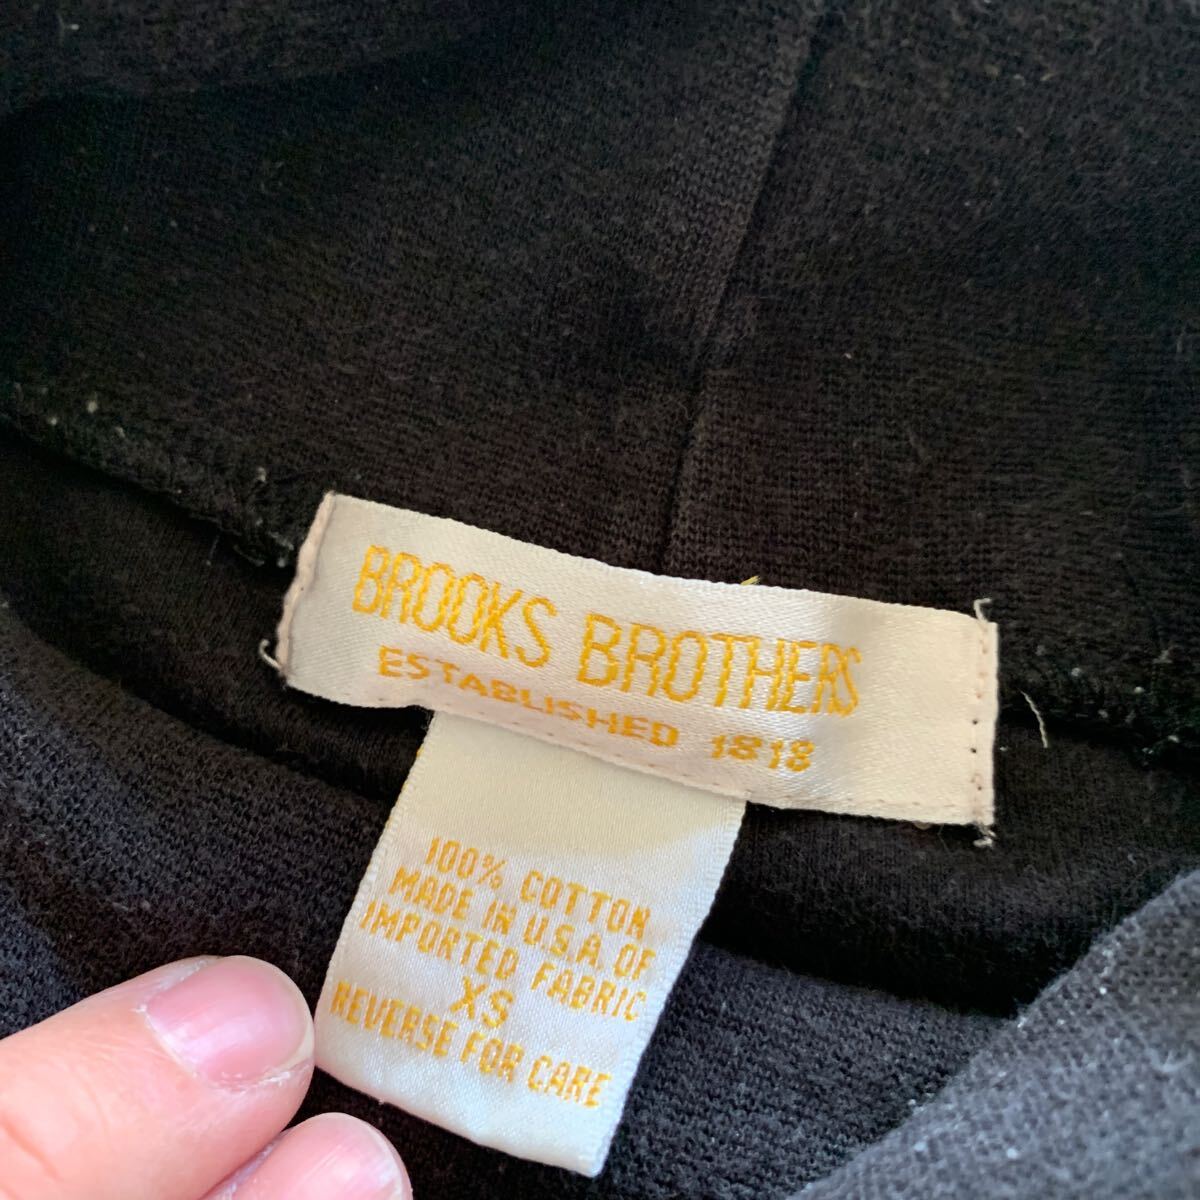 BROOKS BROTHERS
ESTABLISHED 1818
100% COTTON
MADE IN U.S.A. OF
IMPORTED FABRIC
XS
REVERSE FOR CARE